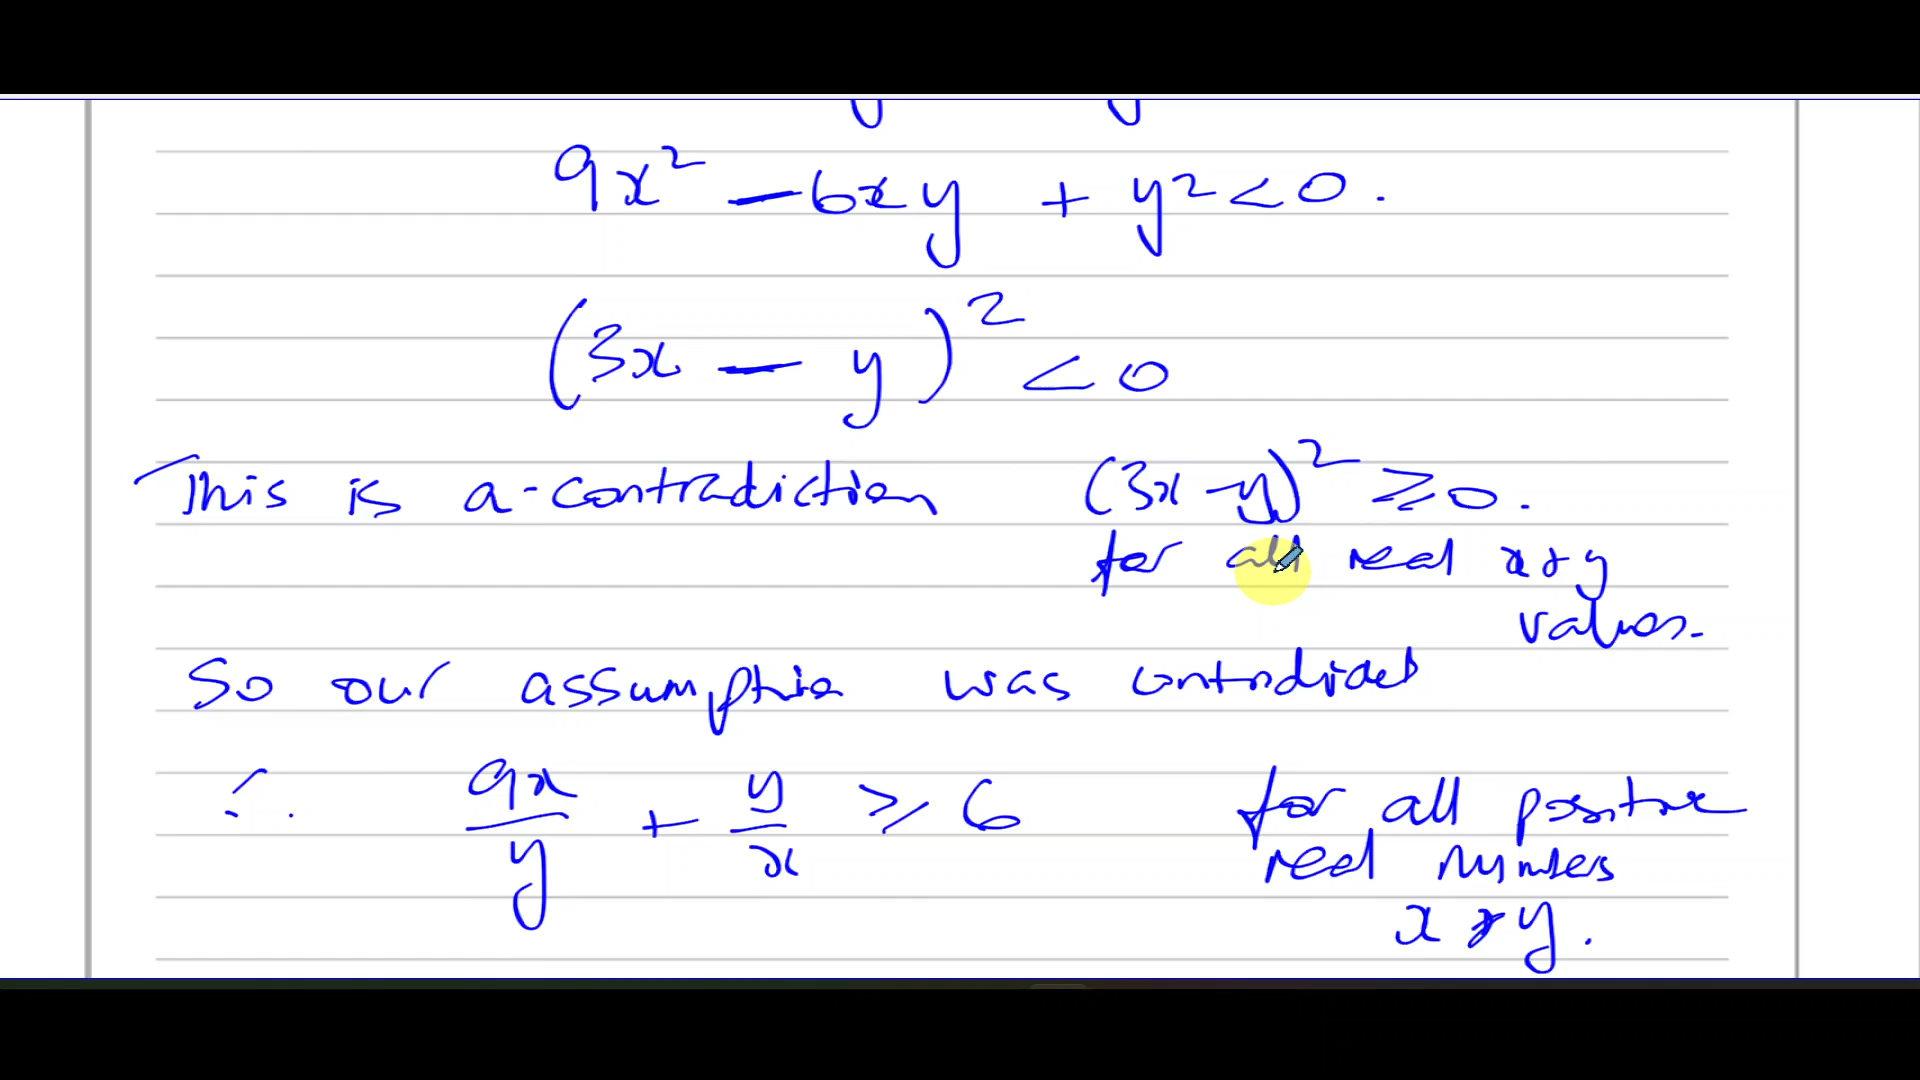 9x² - 6xy + y² < 0.
(3x - y)² < 0
This is a contradiction (3x - y)² ≥ 0.
for all real x & y
values.
So our assumption was contradicted
∴ 9x/y + y/x ≥ 6 for all positive
real numbers
x & y.